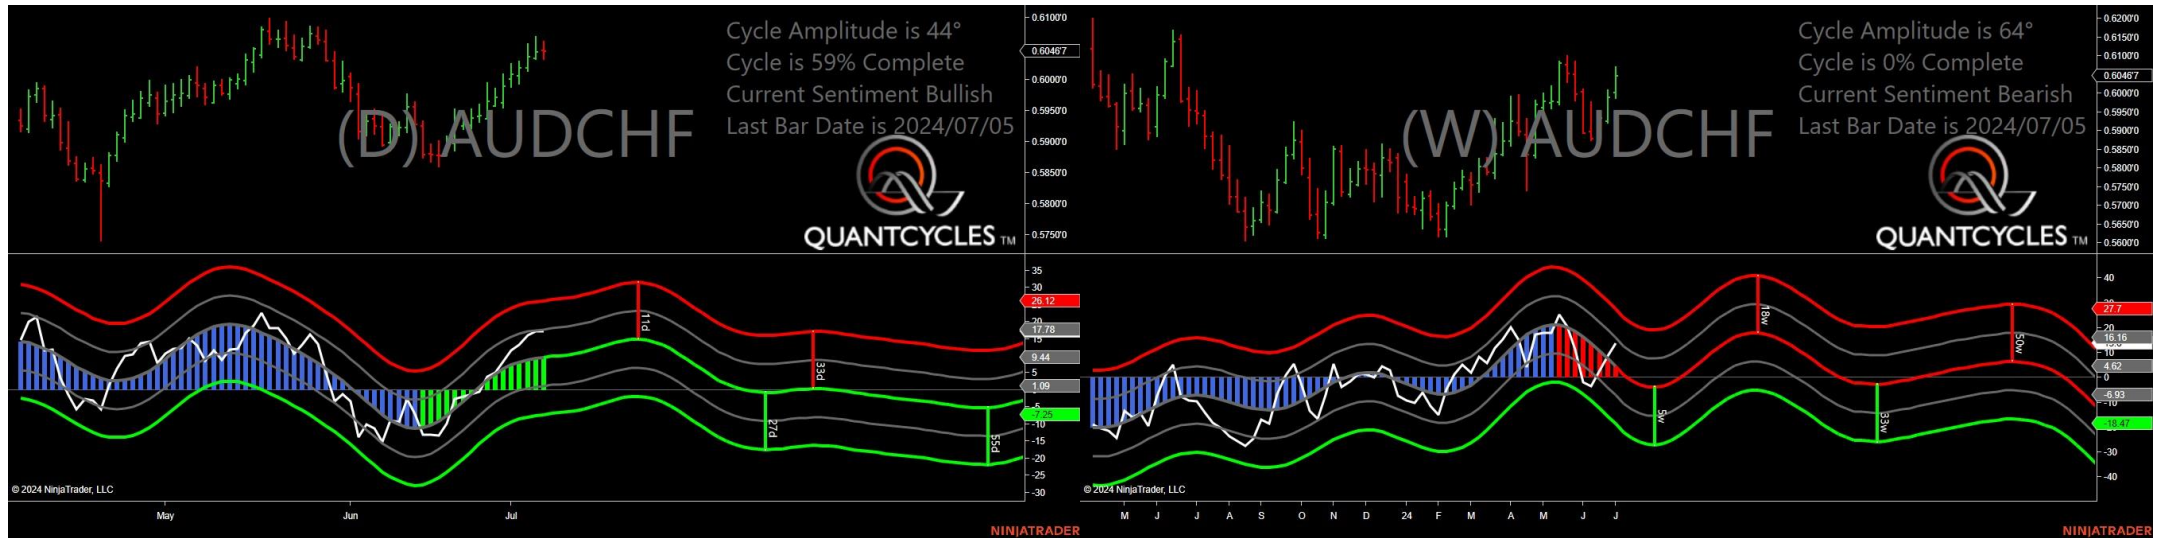 Cycle Amplitude is 44°
Cycle is 59% Complete
Current Sentiment Bullish
Last Bar Date is 2024/07/05
(D) AUDCHF
QUANTCYCLES TM
0.6100'0
0.6046'7
0.6000'0
0.5950'0
0.5900'0
0.5850'0
0.5800'0
0.5750'0
35
30
26.12
20
17.78
15
9.44
5
1.09
-5
-7.25
-10
-15
-20
-25
-30
11d
27d
33d
55d
© 2024 NinjaTrader, LLC
May
Jun
Jul
NINJATRADER
Cycle Amplitude is 64°
Cycle is 0% Complete
Current Sentiment Bearish
Last Bar Date is 2024/07/05
(W) AUDCHF
QUANTCYCLES TM
0.6200'0
0.6150'0
0.6100'0
0.6046'7
0.6000'0
0.5950'0
0.5900'0
0.5850'0
0.5800'0
0.5750'0
0.5700'0
0.5650'0
0.5600'0
40
27.7
20
16.16
10
4.62
0
-6.93
-10
-18.47
-30
-40
5w
18w
33w
50w
© 2024 NinjaTrader, LLC
M J J A S O N D 24 F M A M J J
NINJATRADER